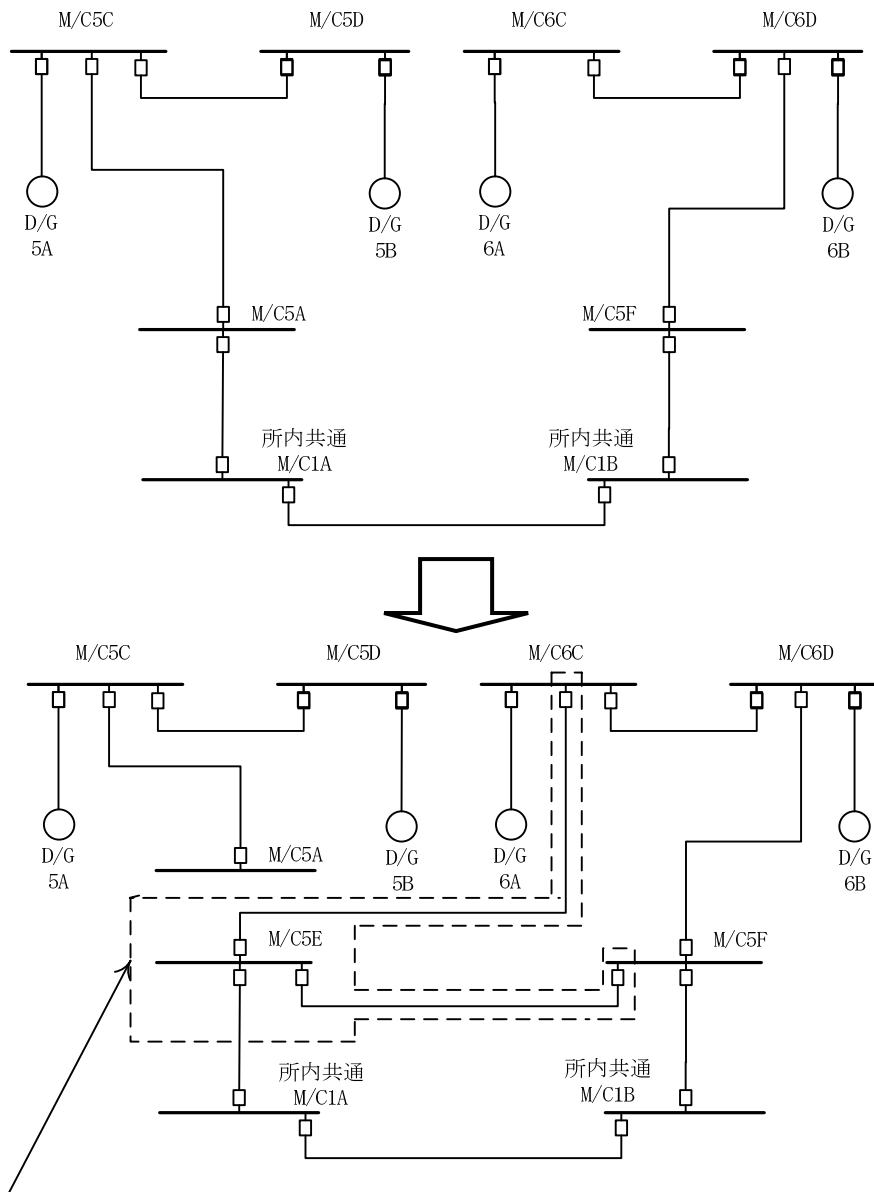 M/C5C
M/C5D
M/C6C
M/C6D
D/G
5A
D/G
5B
D/G
6A
D/G
6B
M/C5A
M/C5F
所内共通
M/C1A
所内共通
M/C1B
M/C5C
M/C5D
M/C6C
M/C6D
D/G
5A
M/C5A
D/G
5B
D/G
6A
D/G
6B
M/C5E
M/C5F
所内共通
M/C1A
所内共通
M/C1B